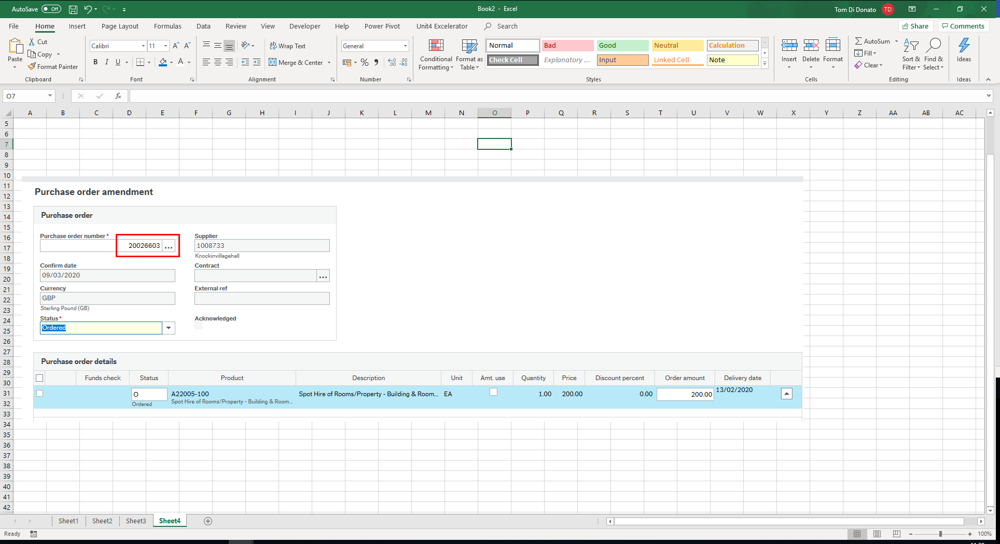 AutoSave Off Book2 - Excel Tom Di Donato TD
File Home Insert Page Layout Formulas Data Review View Developer Help Power Pivot Unit4 Excelerator Search Share Comments
Paste Cut Copy Format Painter Clipboard
Calibri 11 B I U A A A Font
ab Wrap Text Merge & Center Alignment
General % Number
Conditional Formatting Format as Table
Normal Bad Good Neutral Calculation
Check Cell Explanatory ... Input Linked Cell Note
Styles
Insert Delete Format Cells
AutoSum Fill Clear Sort & Filter Find & Select Editing
Ideas Ideas
O7 fx
A B C D E F G H I J K L M N O P Q R S T U V W X Y Z AA AB AC
5
6
7
8
9
10
11
12
13
14
15
16
17
18
19
20
21
22
23
24
25
26
27
28
29
30
31
32
33
34
35
36
37
38
39
40
41
42
Purchase order amendment
Purchase order
Purchase order number * Supplier
20026603 ... 1008733
Knockinvillagehall
Confirm date Contract
09/03/2020 ...
Currency External ref
GBP
Sterling Pound (GB)
Status * Acknowledged
Ordered
Purchase order details
Funds check Status Product Description Unit Amt. use Quantity Price Discount percent Order amount Delivery date
O A22005-100 Spot Hire of Rooms/Property - Building & Room... EA 1.00 200.00 0.00 200.00 13/02/2020
Ordered Spot Hire of Rooms/Property - Building & Room...
Sheet1 Sheet2 Sheet3 Sheet4
Ready 100%